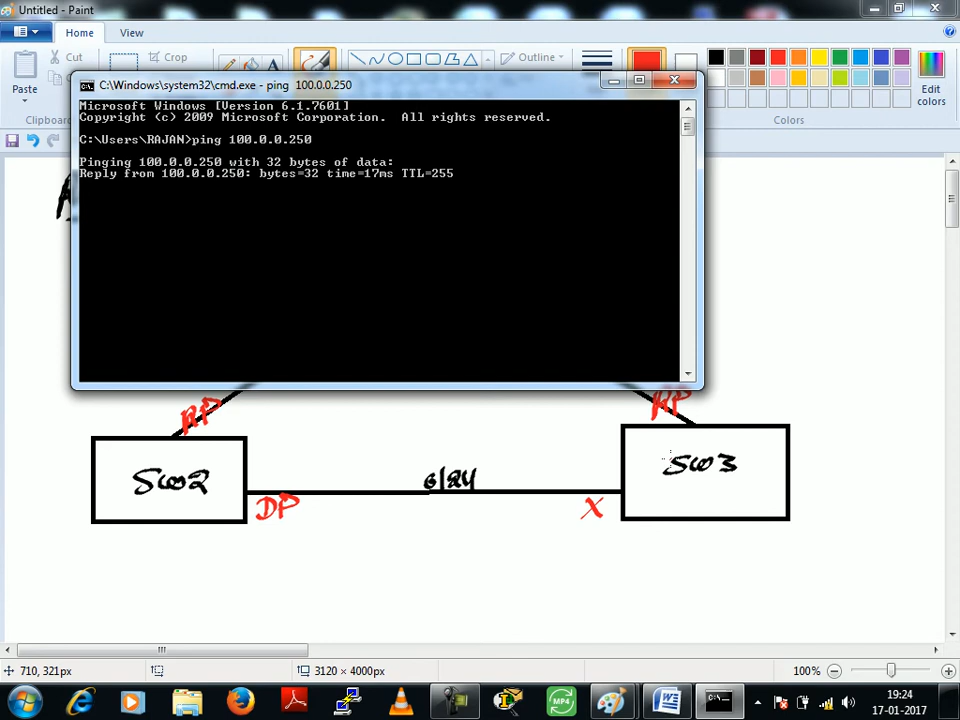 Untitled - Paint
Home
View
Cut
Crop
Outline
Paste
Edit
colors
Clipboard
Colors
C:\Windows\system32\cmd.exe - ping 100.0.0.250
Microsoft Windows [Version 6.1.7601]
Copyright (c) 2009 Microsoft Corporation. All rights reserved.
C:\Users\RAJAN>ping 100.0.0.250
Pinging 100.0.0.250 with 32 bytes of data:
Reply from 100.0.0.250: bytes=32 time=17ms TTL=255
RP
RP
Sw2
Sw3
6/24
DP
X
710, 321px
3120 × 4000px
100%
MP4
19:24
17-01-2017